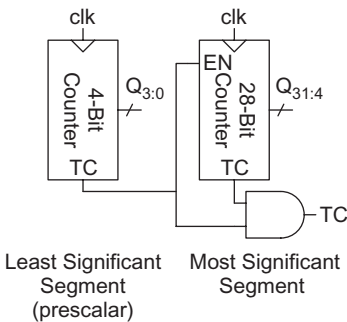 clk
clk
4-Bit
Counter
TC
Q3:0
EN
28-Bit
Counter
TC
Q31:4
TC
Least Significant
Segment
(prescalar)
Most Significant
Segment